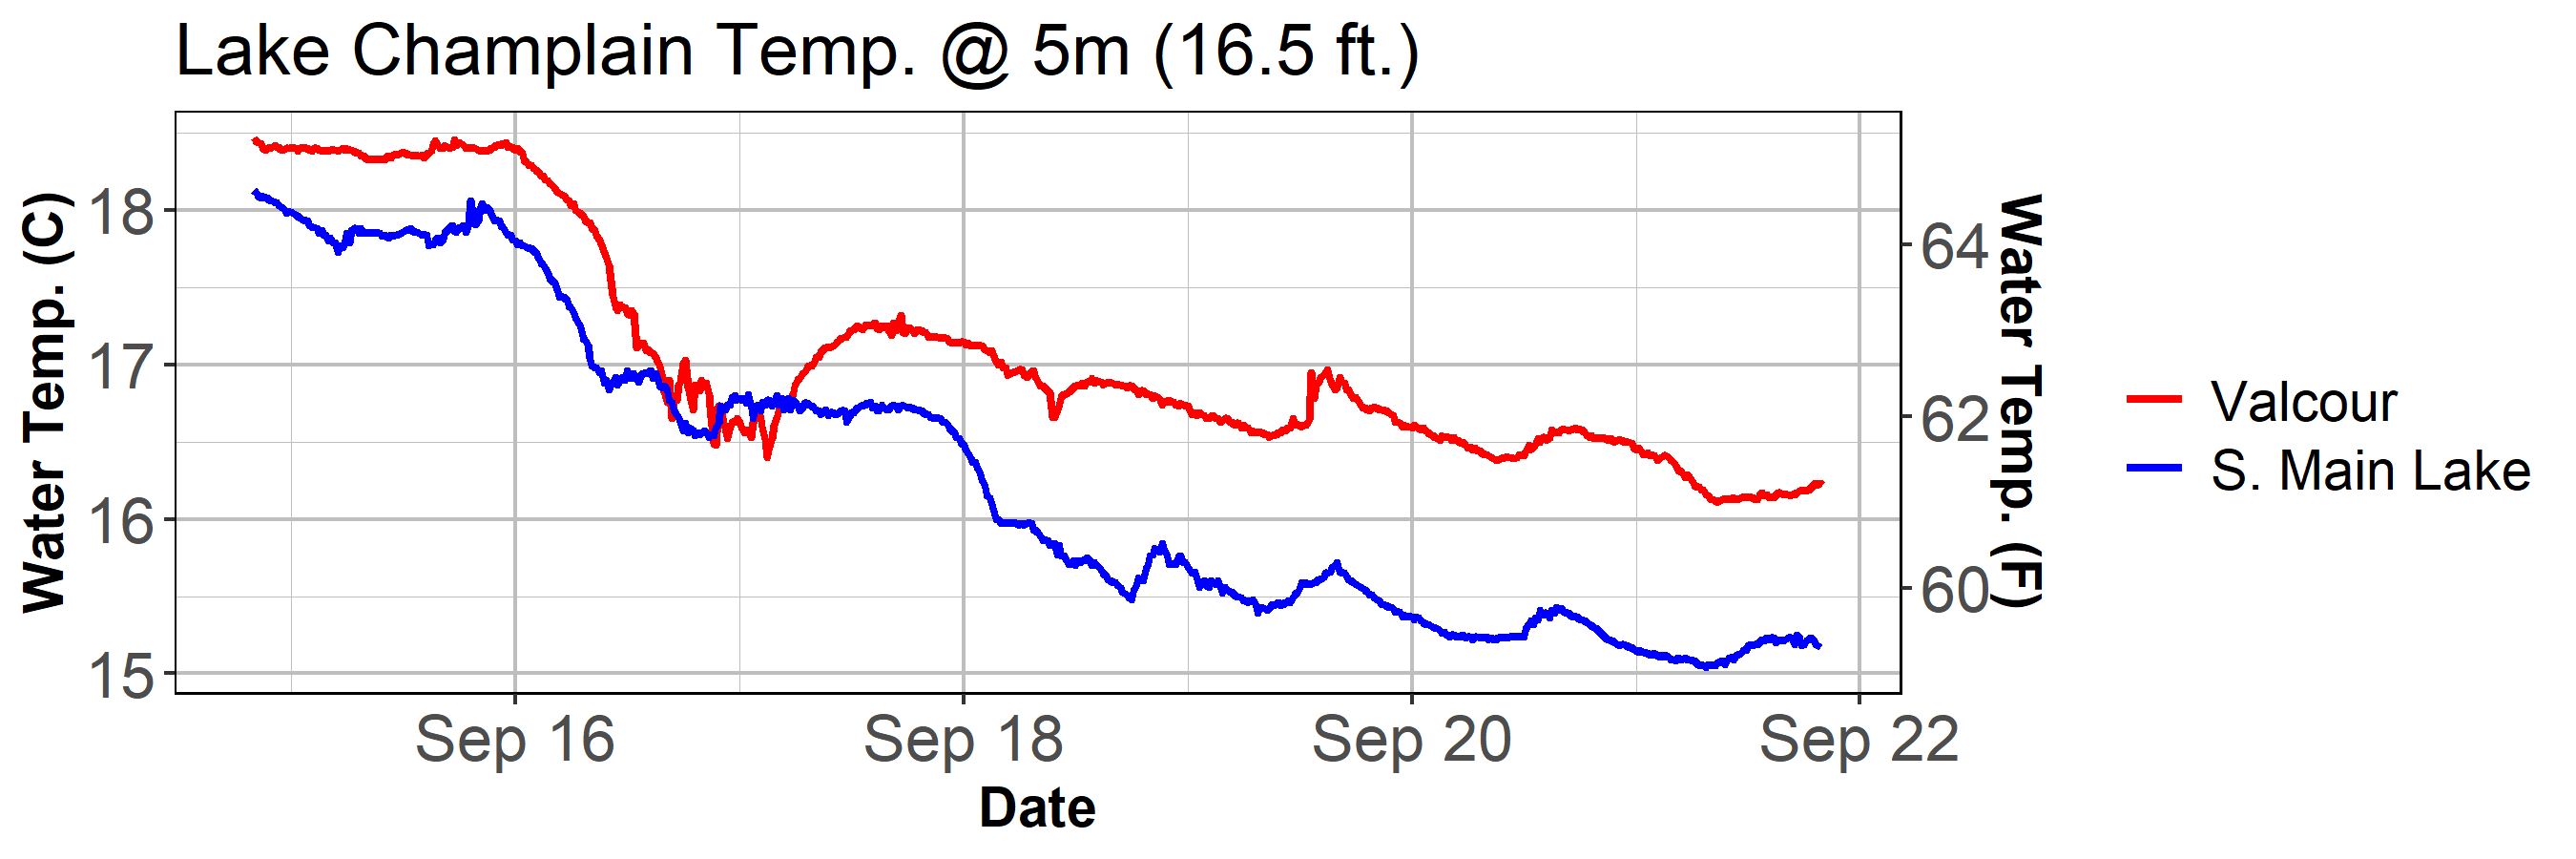 Lake Champlain Temp. @ 5m (16.5 ft.)
Water Temp. (C)
18
17
16
15
64
62
60
Water Temp. (F)
Sep 16
Sep 18
Sep 20
Sep 22
Date
Valcour
S. Main Lake